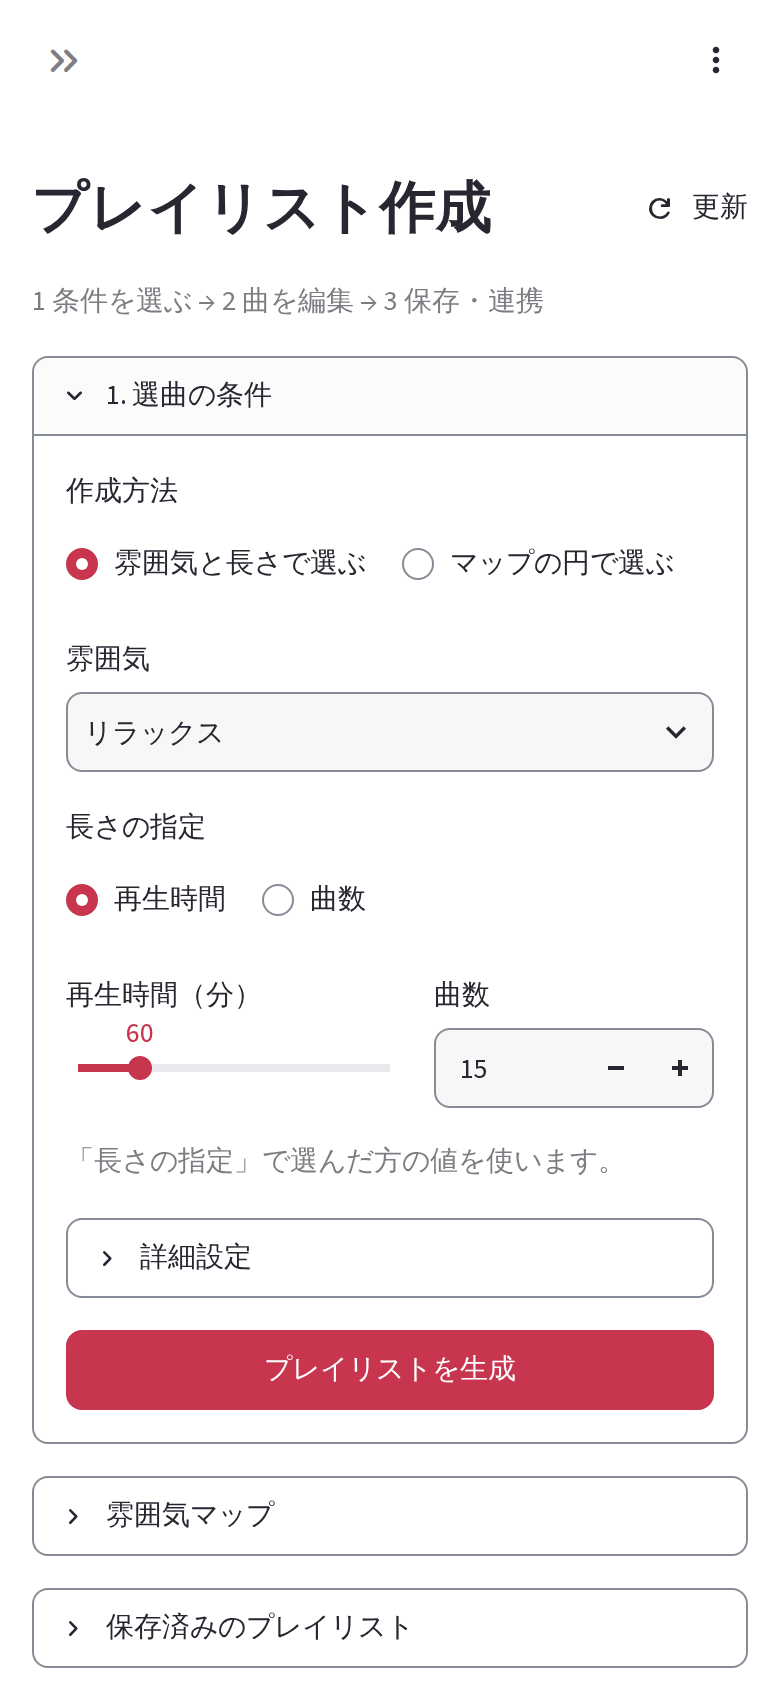 プレイリスト作成
更新
1 条件を選ぶ → 2 曲を編集 → 3 保存・連携
1. 選曲の条件
作成方法
雰囲気と長さで選ぶ
マップの円で選ぶ
雰囲気
リラックス
長さの指定
再生時間
曲数
再生時間（分）
60
曲数
15
「長さの指定」で選んだ方の値を使います。
詳細設定
プレイリストを生成
雰囲気マップ
保存済みのプレイリスト